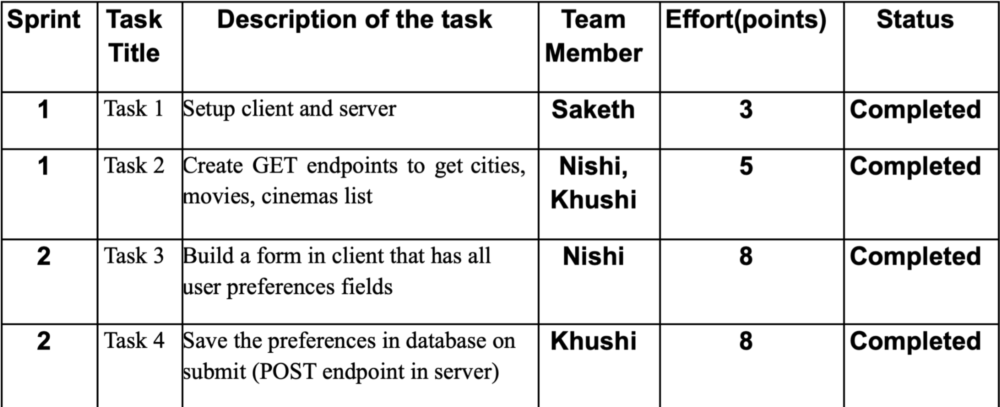 Sprint Task Title Description of the task Team Member Effort(points) Status
1 Task 1 Setup client and server Saketh 3 Completed
1 Task 2 Create GET endpoints to get cities,
movies, cinemas list Nishi, Khushi 5 Completed
2 Task 3 Build a form in client that has all
user preferences fields Nishi 8 Completed
2 Task 4 Save the preferences in database on
submit (POST endpoint in server) Khushi 8 Completed